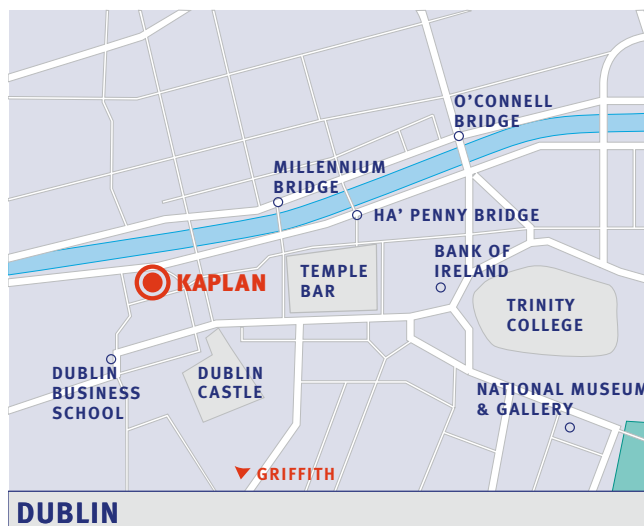 O'CONNELL
BRIDGE
MILLENNIUM
BRIDGE
HA' PENNY BRIDGE
BANK OF
IRELAND
KAPLAN
TEMPLE
BAR
TRINITY
COLLEGE
DUBLIN
BUSINESS
SCHOOL
DUBLIN
CASTLE
NATIONAL MUSEUM
& GALLERY
GRIFFITH
DUBLIN